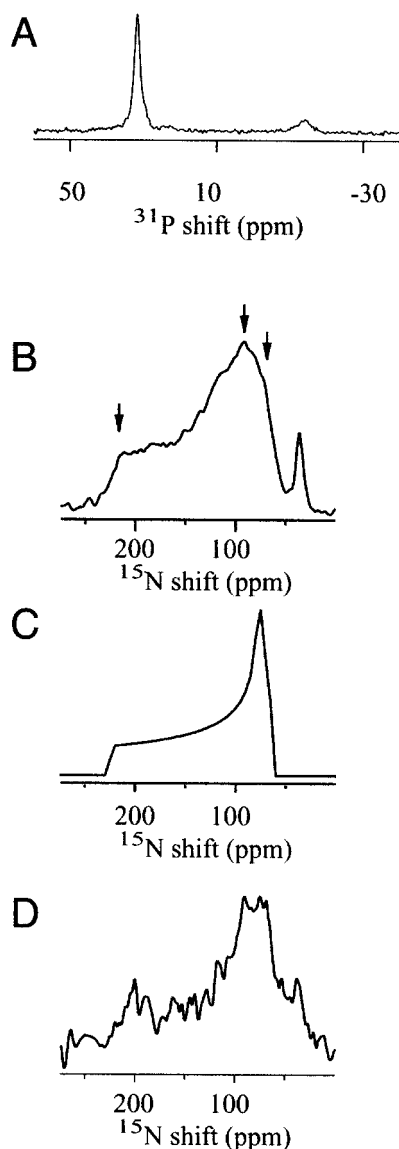 A
50 10 -30
³¹P shift (ppm)
B
200 100
¹⁵N shift (ppm)
C
200 100
¹⁵N shift (ppm)
D
200 100
¹⁵N shift (ppm)